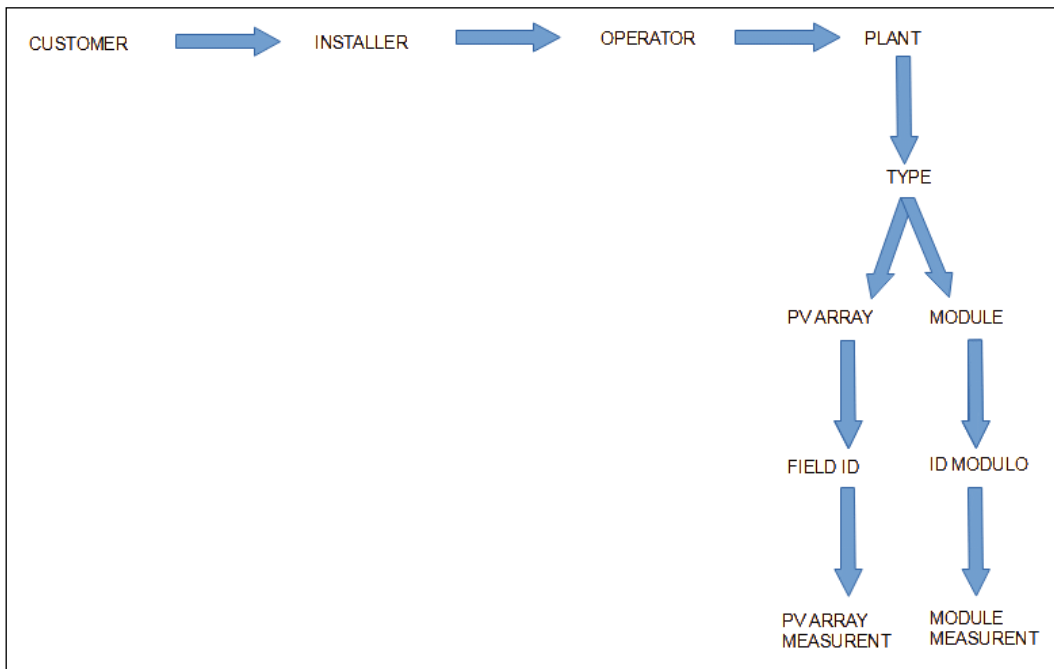 CUSTOMER
INSTALLER
OPERATOR
PLANT
TYPE
PV ARRAY
MODULE
FIELD ID
ID MODULO
PV ARRAY
MEASURENT
MODULE
MEASURENT